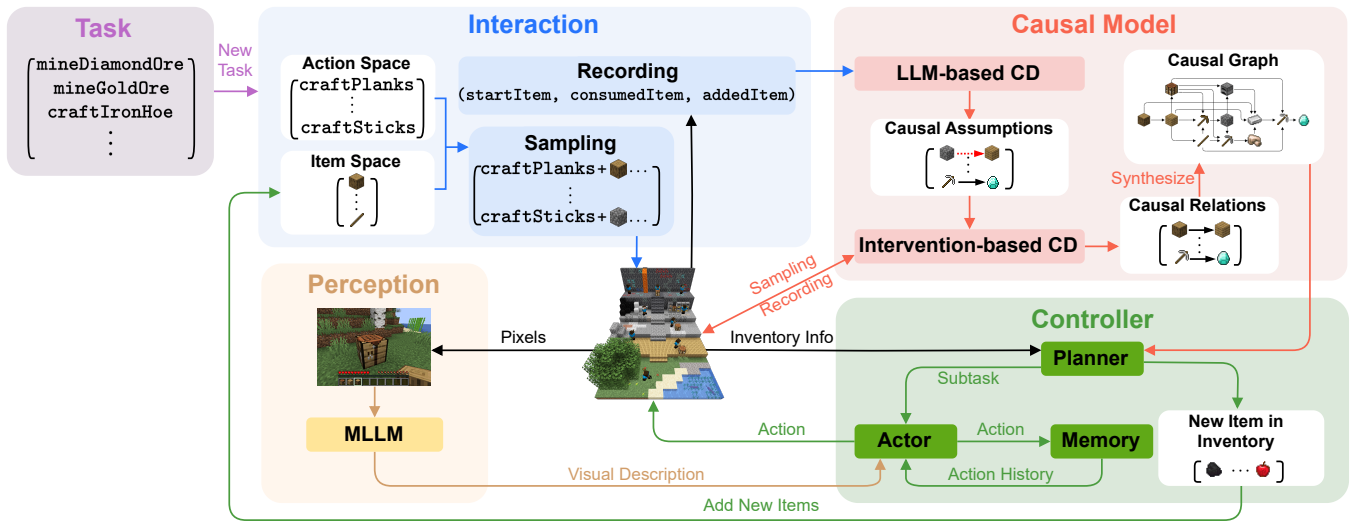 Task
mineDiamondOre
mineGoldOre
craftIronHoe
New
Task
Interaction
Action Space
craftPlanks
craftSticks
Item Space
Recording
(startItem, consumedItem, addedItem)
Sampling
craftPlanks+ ...
craftSticks+ ...
Causal Model
LLM-based CD
Causal Assumptions
Intervention-based CD
Causal Graph
Synthesize
Causal Relations
Sampling
Recording
Perception
MLLM
Pixels
Inventory Info
Visual Description
Controller
Planner
Subtask
Actor
Action
Memory
Action
Action History
New Item in
Inventory
...
Add New Items